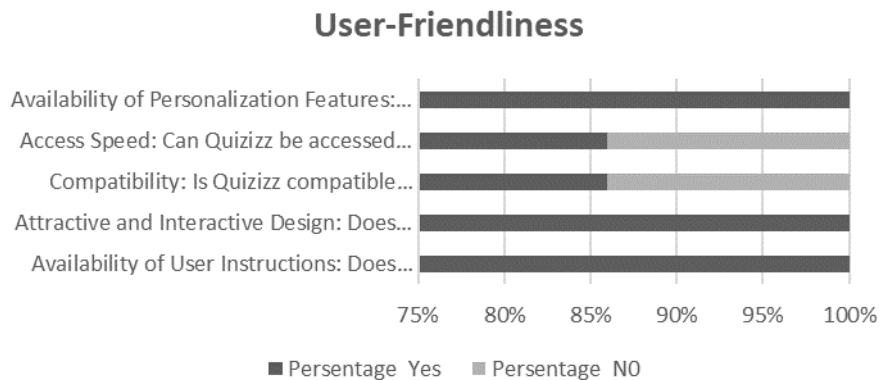 User-Friendliness
Availability of Personalization Features:...
Access Speed: Can Quizizz be accessed...
Compatibility: Is Quizizz compatible...
Attractive and Interactive Design: Does...
Availability of User Instructions: Does...
75% 80% 85% 90% 95% 100%
Persentage Yes Persentage N0